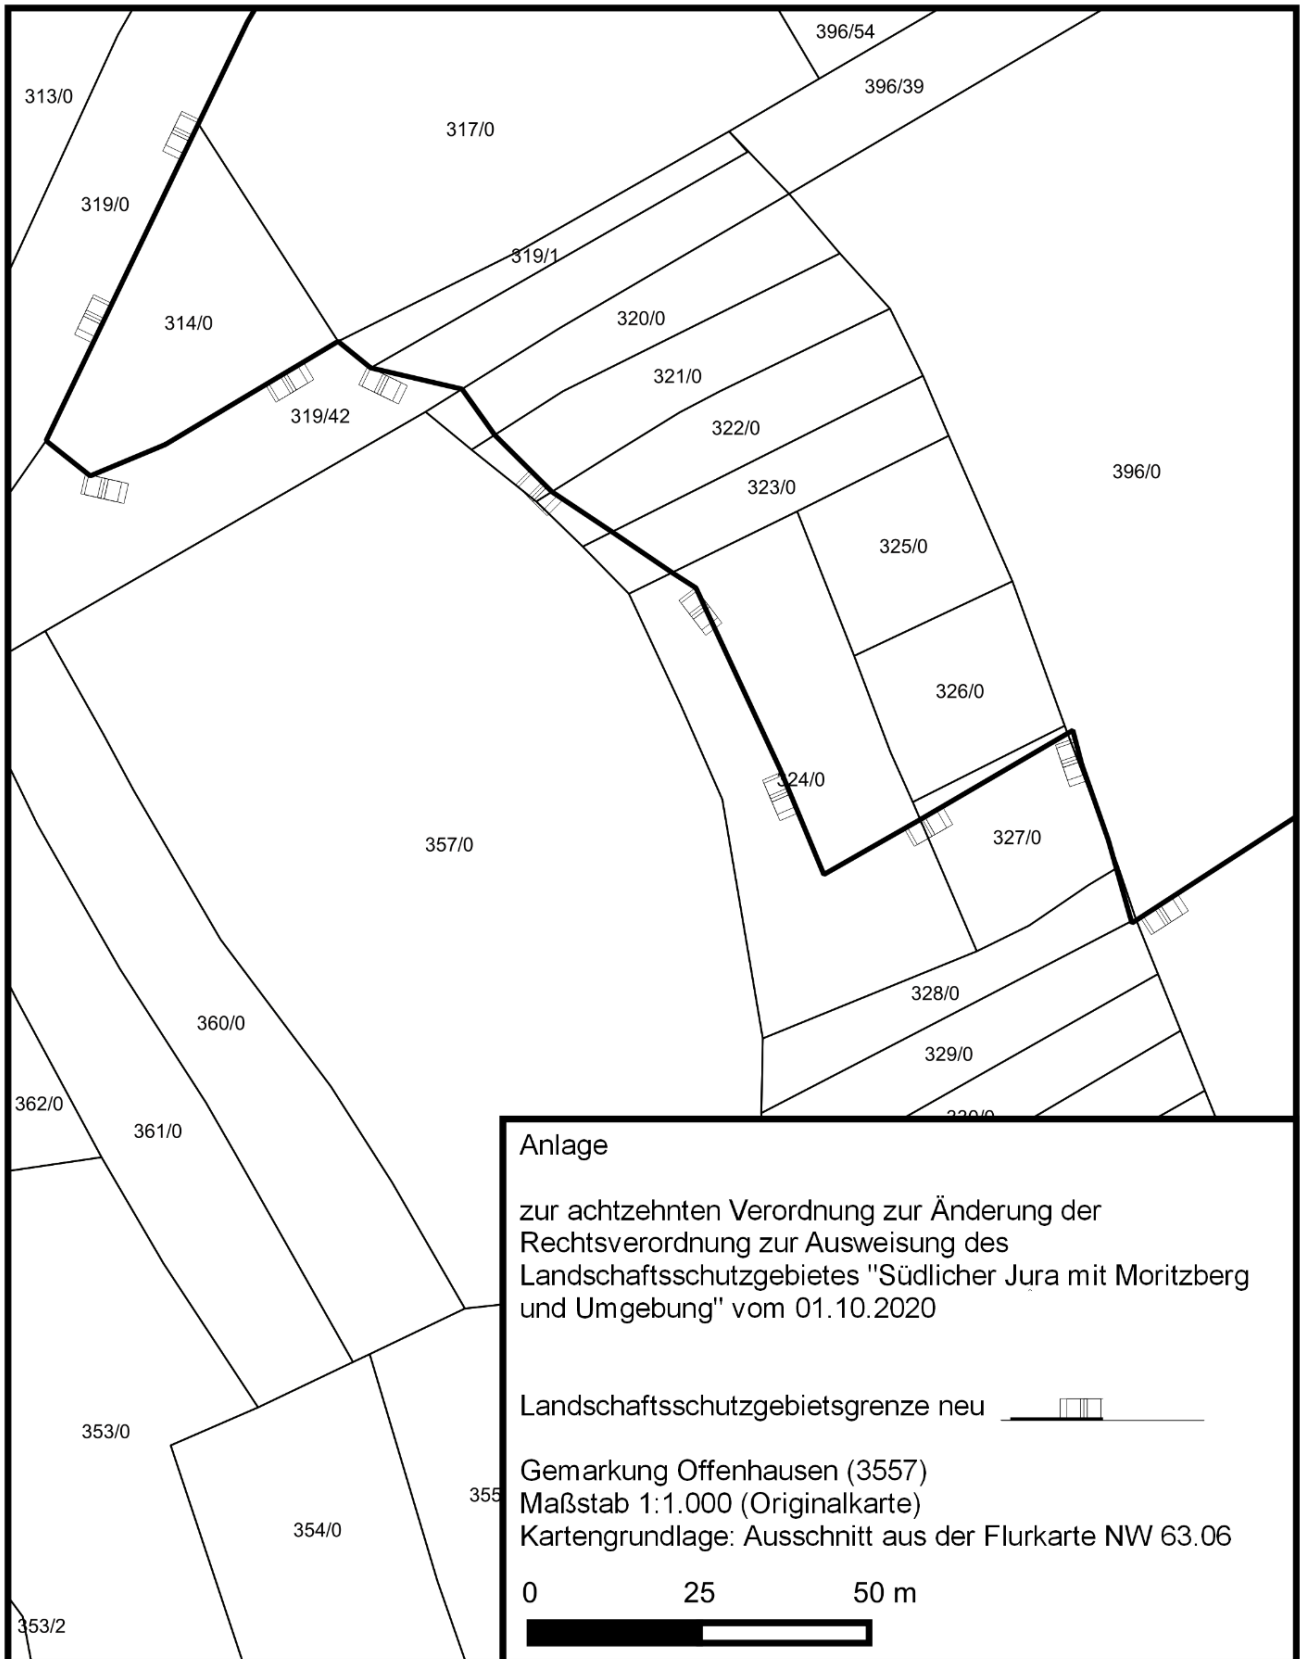 396/54
396/39
313/0
317/0
319/0
319/1
314/0
320/0
321/0
319/42
322/0
323/0
396/0
325/0
326/0
324/0
327/0
357/0
328/0
360/0
329/0
362/0
361/0
330/0
353/0
355
354/0
353/2
Anlage
zur achtzehnten Verordnung zur Änderung der
Rechtsverordnung zur Ausweisung des
Landschaftsschutzgebietes "Südlicher Jura mit Moritzberg
und Umgebung" vom 01.10.2020
Landschaftsschutzgebietsgrenze neu
Gemarkung Offenhausen (3557)
Maßstab 1:1.000 (Originalkarte)
Kartengrundlage: Ausschnitt aus der Flurkarte NW 63.06
0 25 50 m